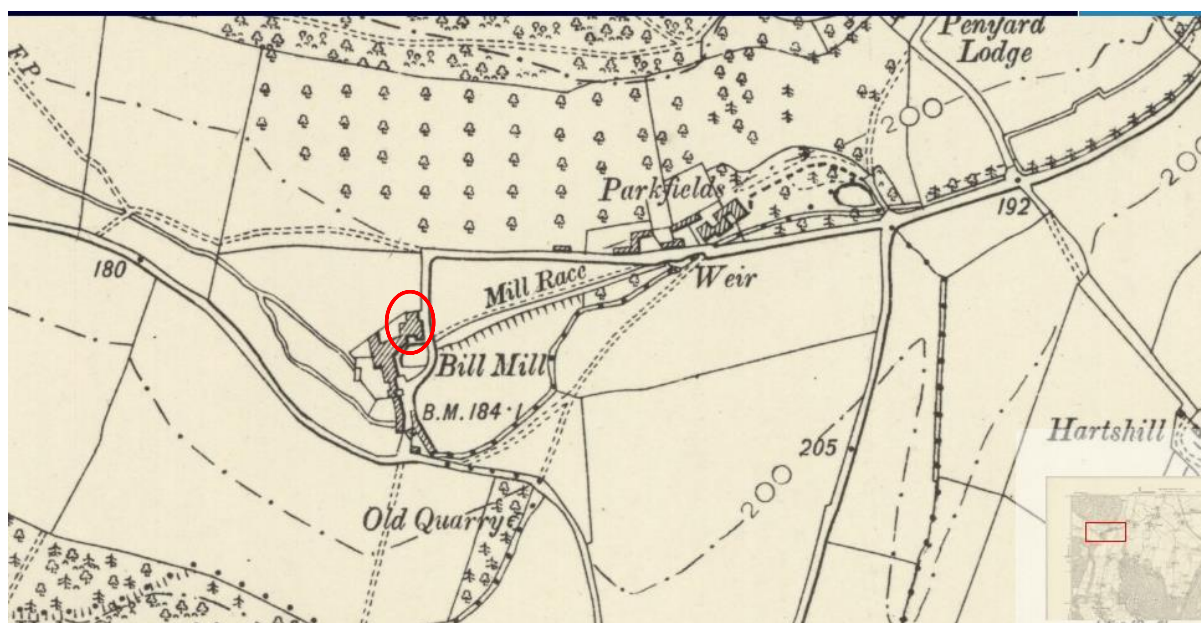 Penyard
Lodge
F.P.
200
200
Parkfields
192
180
Mill Race
Weir
Bill Mill
B.M. 184·1
205
Hartshill
200
Old Quarry